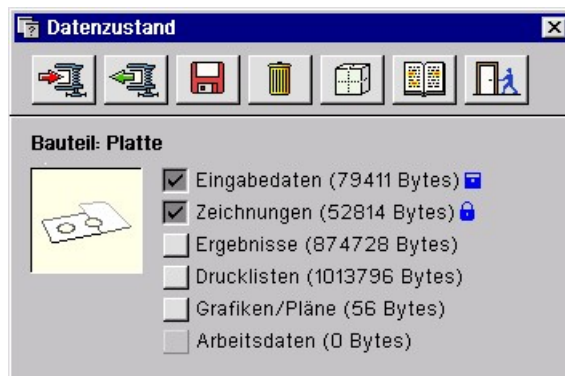 Datenzustand
Bauteil: Platte
Eingabedaten (79411 Bytes)
Zeichnungen (52814 Bytes)
Ergebnisse (874728 Bytes)
Drucklisten (1013796 Bytes)
Grafiken/Pläne (56 Bytes)
Arbeitsdaten (0 Bytes)